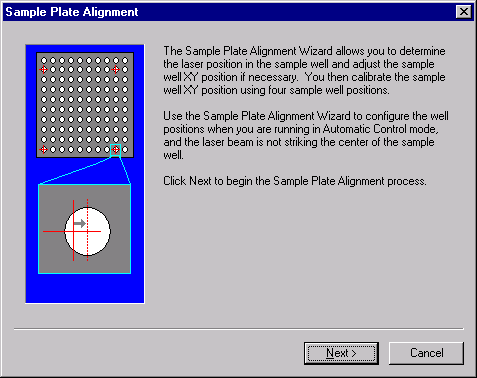 Sample Plate Alignment
The Sample Plate Alignment Wizard allows you to determine
the laser position in the sample well and adjust the sample
well XY position if necessary.  You then calibrate the sample
well XY position using four sample well positions.
Use the Sample Plate Alignment Wizard to configure the well
positions when you are running in Automatic Control mode,
and the laser beam is not striking the center of the sample
well.
Click Next to begin the Sample Plate Alignment process.
Next >
Cancel